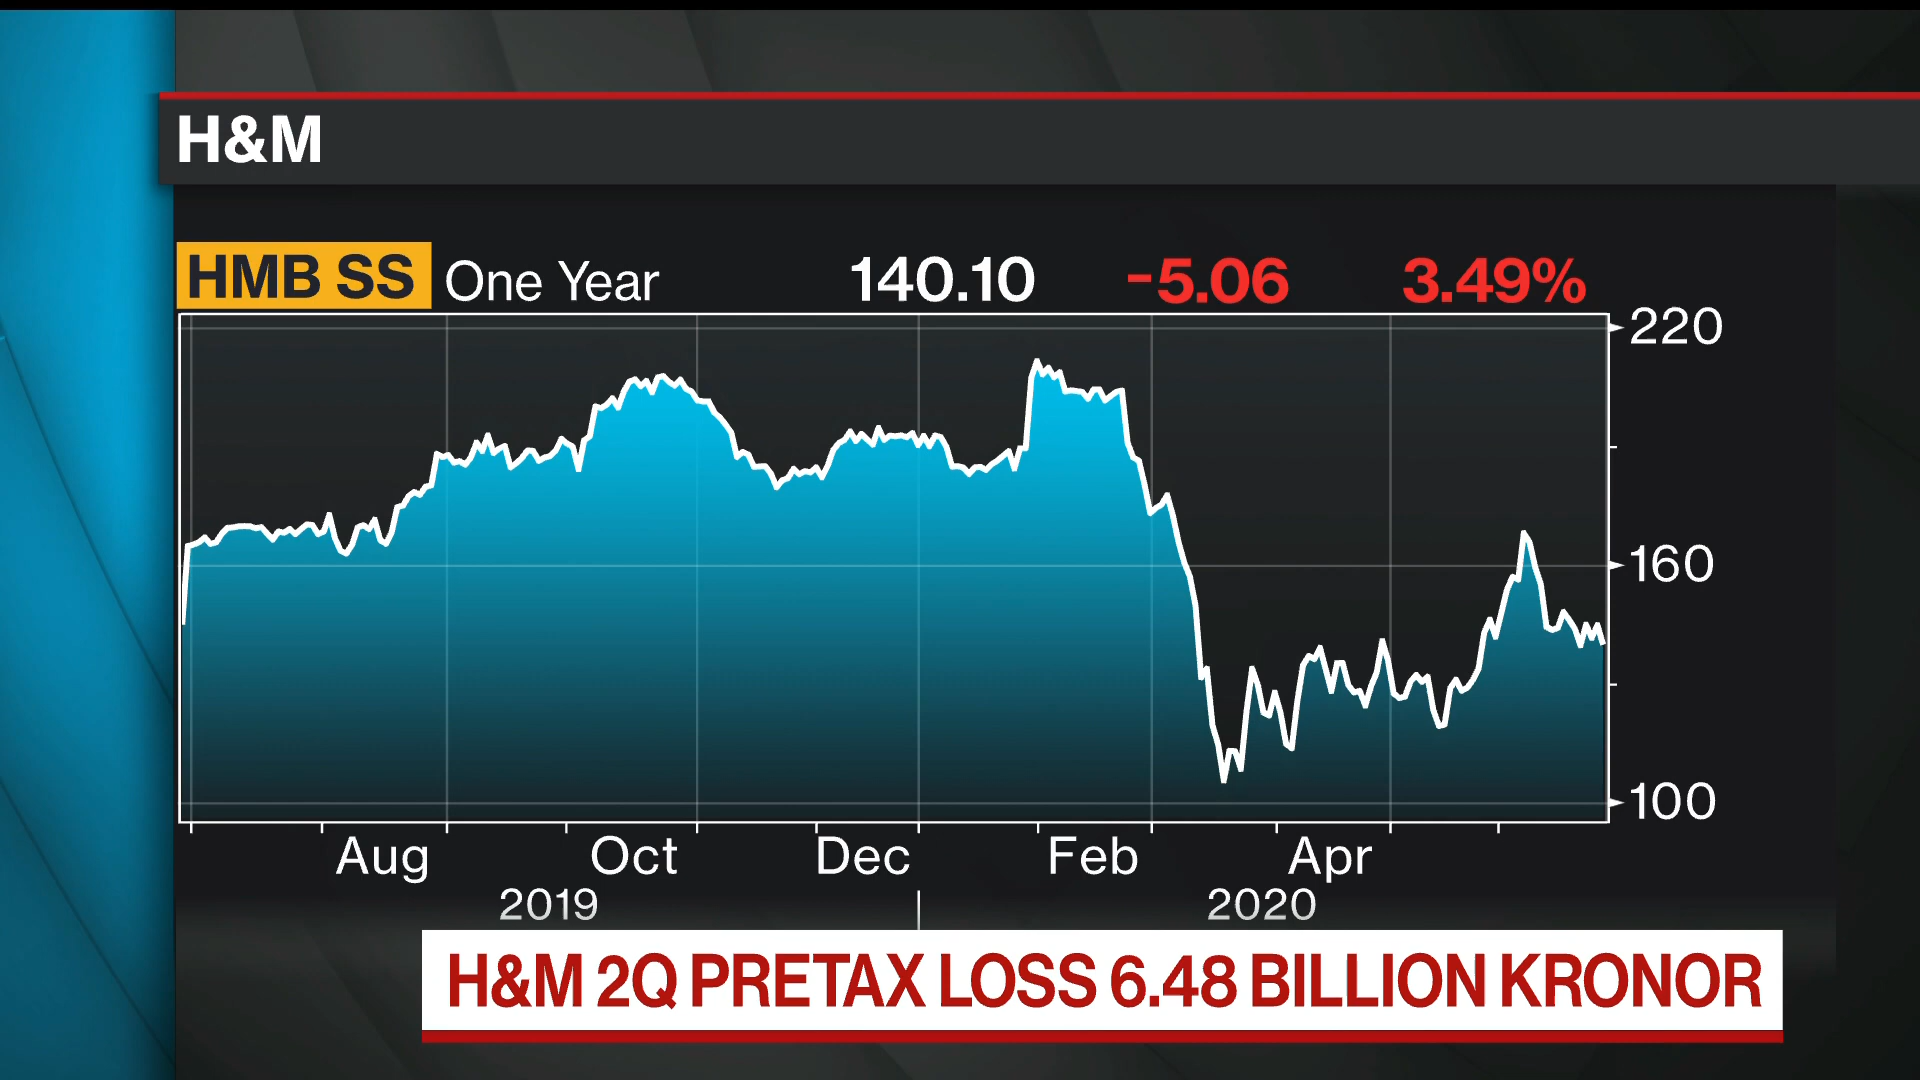 H&M
HMB SS One Year 140.10 -5.06 3.49%
220
160
100
Aug Oct Dec Feb Apr
2019 2020
H&M 2Q PRETAX LOSS 6.48 BILLION KRONOR